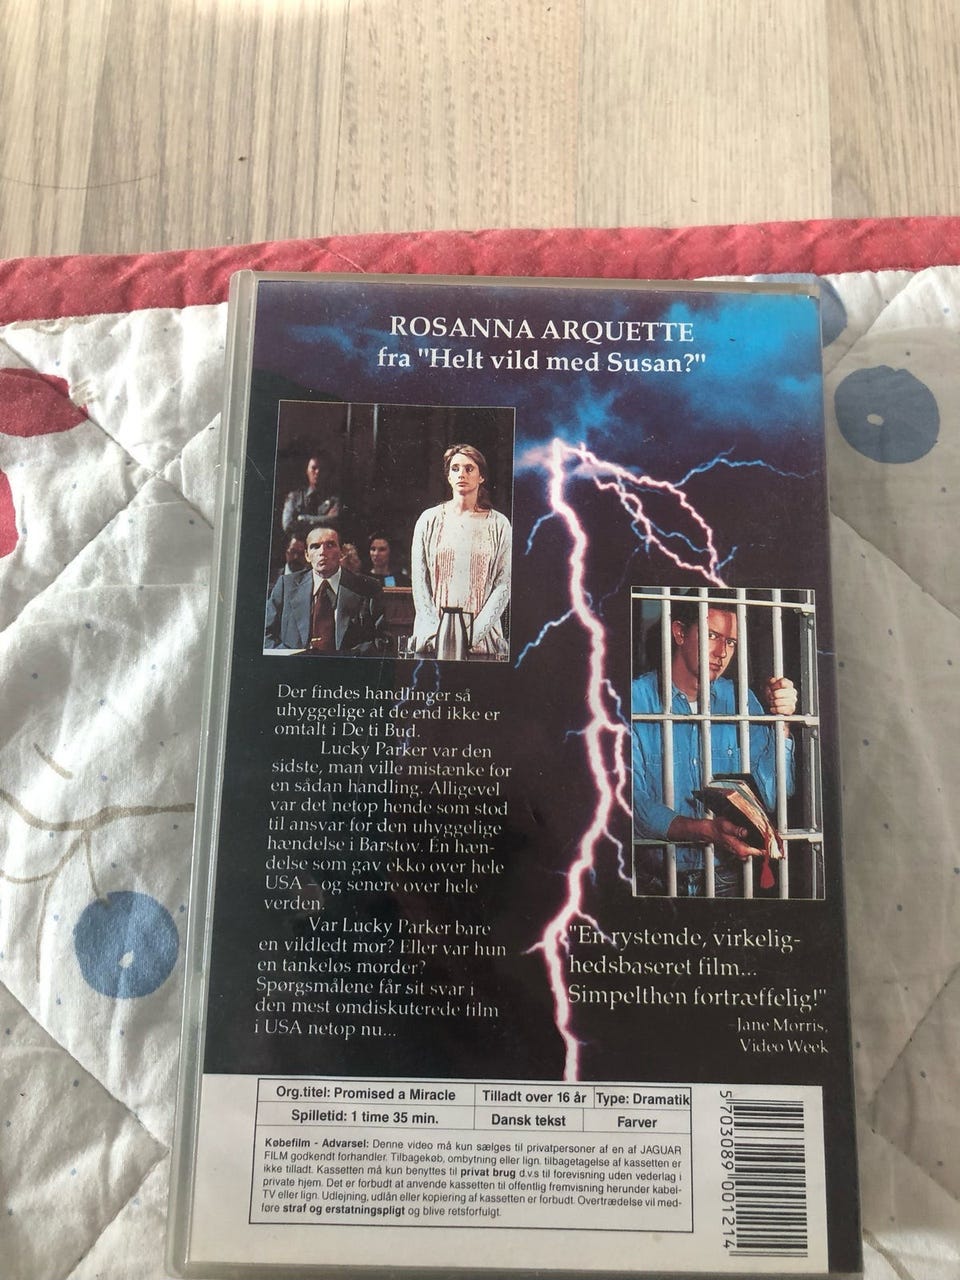 ROSANNA ARQUETTE
fra "Helt vild med Susan?"
Der findes handlinger så
uhyggelige at de end ikke er
omtalt i De ti Bud.
Lucky Parker var den
sidste, man ville mistænke for
en sådan handling. Alligevel
var det netop hende som stod
til ansvar for den uhyggelige
hændelse i Barstov. En hæn-
delse som gav ekko over hele
USA – og senere over hele
verden.
Var Lucky Parker bare
en vildledt mor? Eller var hun
en tankeløs morder?
Spørgsmålene får sit svar i
den mest omdiskuterede film
i USA netop nu...
"En rystende, virkelig-
hedsbaseret film...
Simpelthen fortræffelig!"
–Jane Morris,
Video Week
Org.titel: Promised a Miracle
Tilladt over 16 år
Type: Dramatik
Spilletid: 1 time 35 min.
Dansk tekst
Farver
Købefilm - Advarsel: Denne video må kun sælges til privatpersoner af en af JAGUAR
FILM godkendt forhandler. Tilbagekøb, ombytning eller lign. tilbagetagelse af kassetten er
ikke tilladt. Kassetten må kun benyttes til privat brug d.v.s til forevisning uden vederlag i
private hjem. Det er forbudt at anvende kassetten til offentlig fremvisning herunder kabel-
TV eller lign. Udlejning, udlån eller kopiering af kassetten er forbudt. Overtrædelse vil med-
føre straf og erstatningspligt og blive retsforfulgt.
5 703089 001214